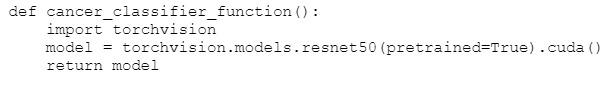 def cancer_classifier_function():
    import torchvision
    model = torchvision.models.resnet50(pretrained=True).cuda()
    return model